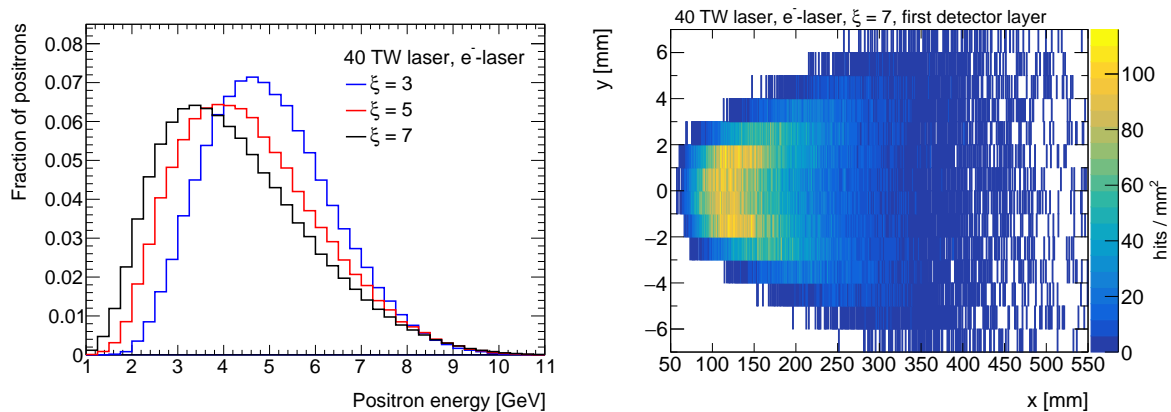 40 TW laser, e⁻-laser
ξ = 3
ξ = 5
ξ = 7
Fraction of positrons
0.08
0.07
0.06
0.05
0.04
0.03
0.02
0.01
0
1 2 3 4 5 6 7 8 9 10 11
Positron energy [GeV]
40 TW laser, e⁻-laser, ξ = 7, first detector layer
y [mm]
6
4
2
0
−2
−4
−6
50 100 150 200 250 300 350 400 450 500 550
x [mm]
100
80
60
40
20
0
hits / mm²